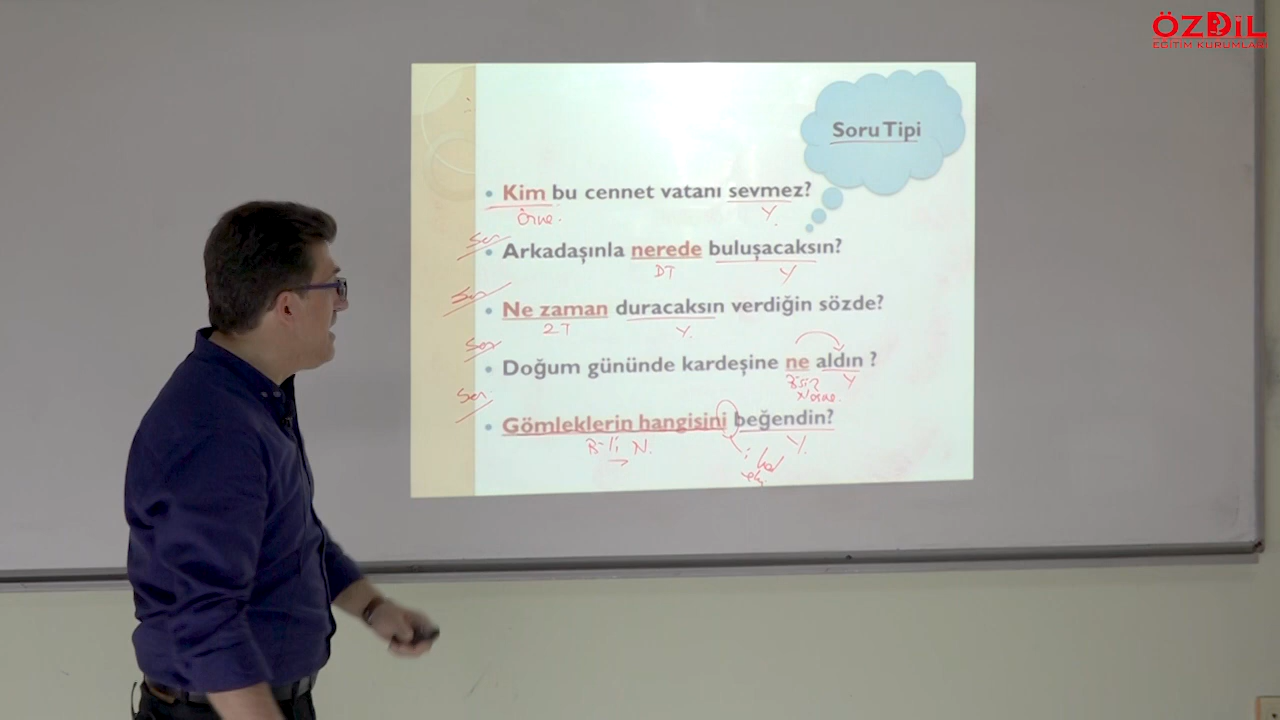 ÖZDİL
EĞİTİM KURUMLARI
Soru Tipi
• Kim bu cennet vatanı sevmez?
Y.
• Arkadaşınla nerede buluşacaksın?
DT Y
• Ne zaman duracaksın verdiğin sözde?
ZT Y.
• Doğum gününde kardeşine ne aldın ?
Y
• Gömleklerin hangisini beğendin?
B-li N. Y.